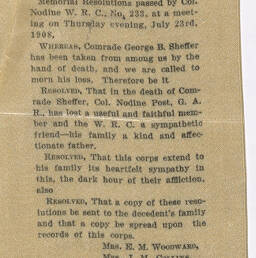 Memorial Resolutions passed by Col.
Nodine W. R. C., No. 233, at a meet-
ing on Thursday evening, July 23rd,
1908,
WHEREAS, Comrade George B. Sheffer
has been taken from among us by the
hand of death, and we are called to
morn his loss. Therefore be it
RESOLVED, That in the death of Com-
rade Sheffer, Col. Nodine Post, G. A.
R., has lost a useful and faithful mem-
ber and the W. R. C. a sympathetic
friend—his family a kind and affec-
tionate father.
RESOLVED, That this corps extend to
his family its heartfelt sympathy in
this, the dark hour of their affliction,
also
RESOLVED, That a copy of these reso-
lutions be sent to the decedent's family
and that a copy be spread upon the
records of this corps.
MRS. E. M. WOODWARD,
MRS. J. M.